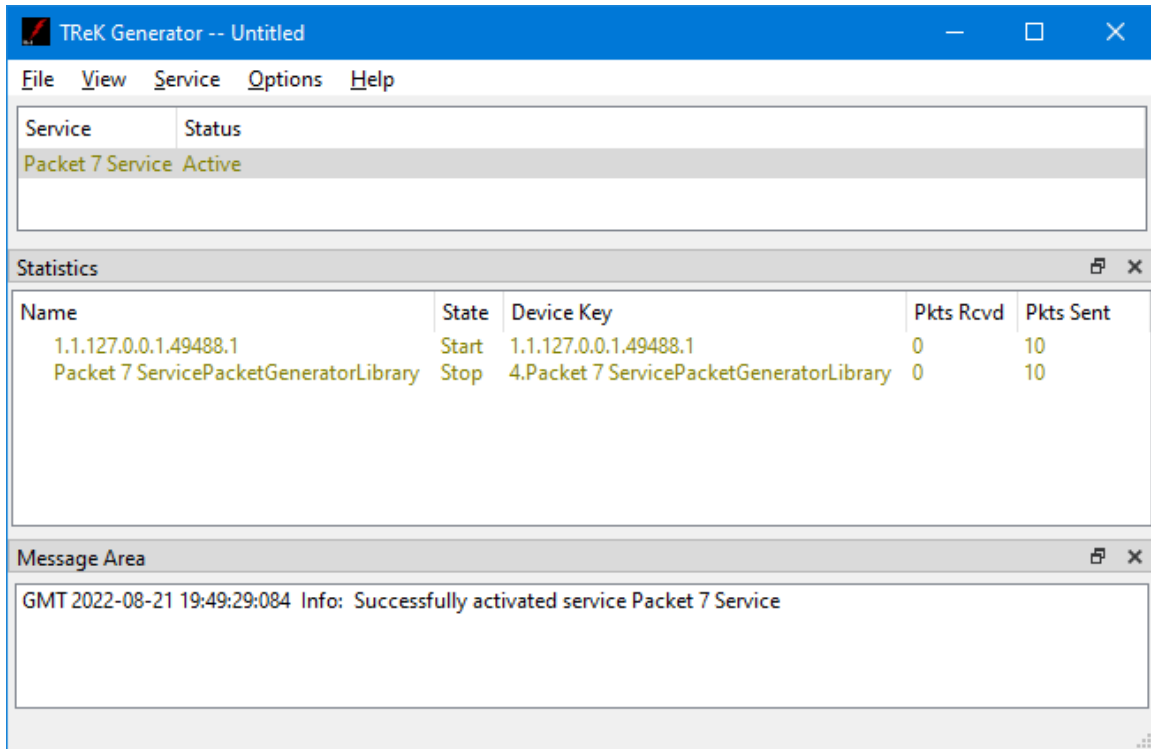 TReK Generator -- Untitled
File View Service Options Help
Service Status
Packet 7 Service Active
Statistics
Name State Device Key Pkts Rcvd Pkts Sent
1.1.127.0.0.1.49488.1 Start 1.1.127.0.0.1.49488.1 0 10
Packet 7 ServicePacketGeneratorLibrary Stop 4.Packet 7 ServicePacketGeneratorLibrary 0 10
Message Area
GMT 2022-08-21 19:49:29:084 Info: Successfully activated service Packet 7 Service